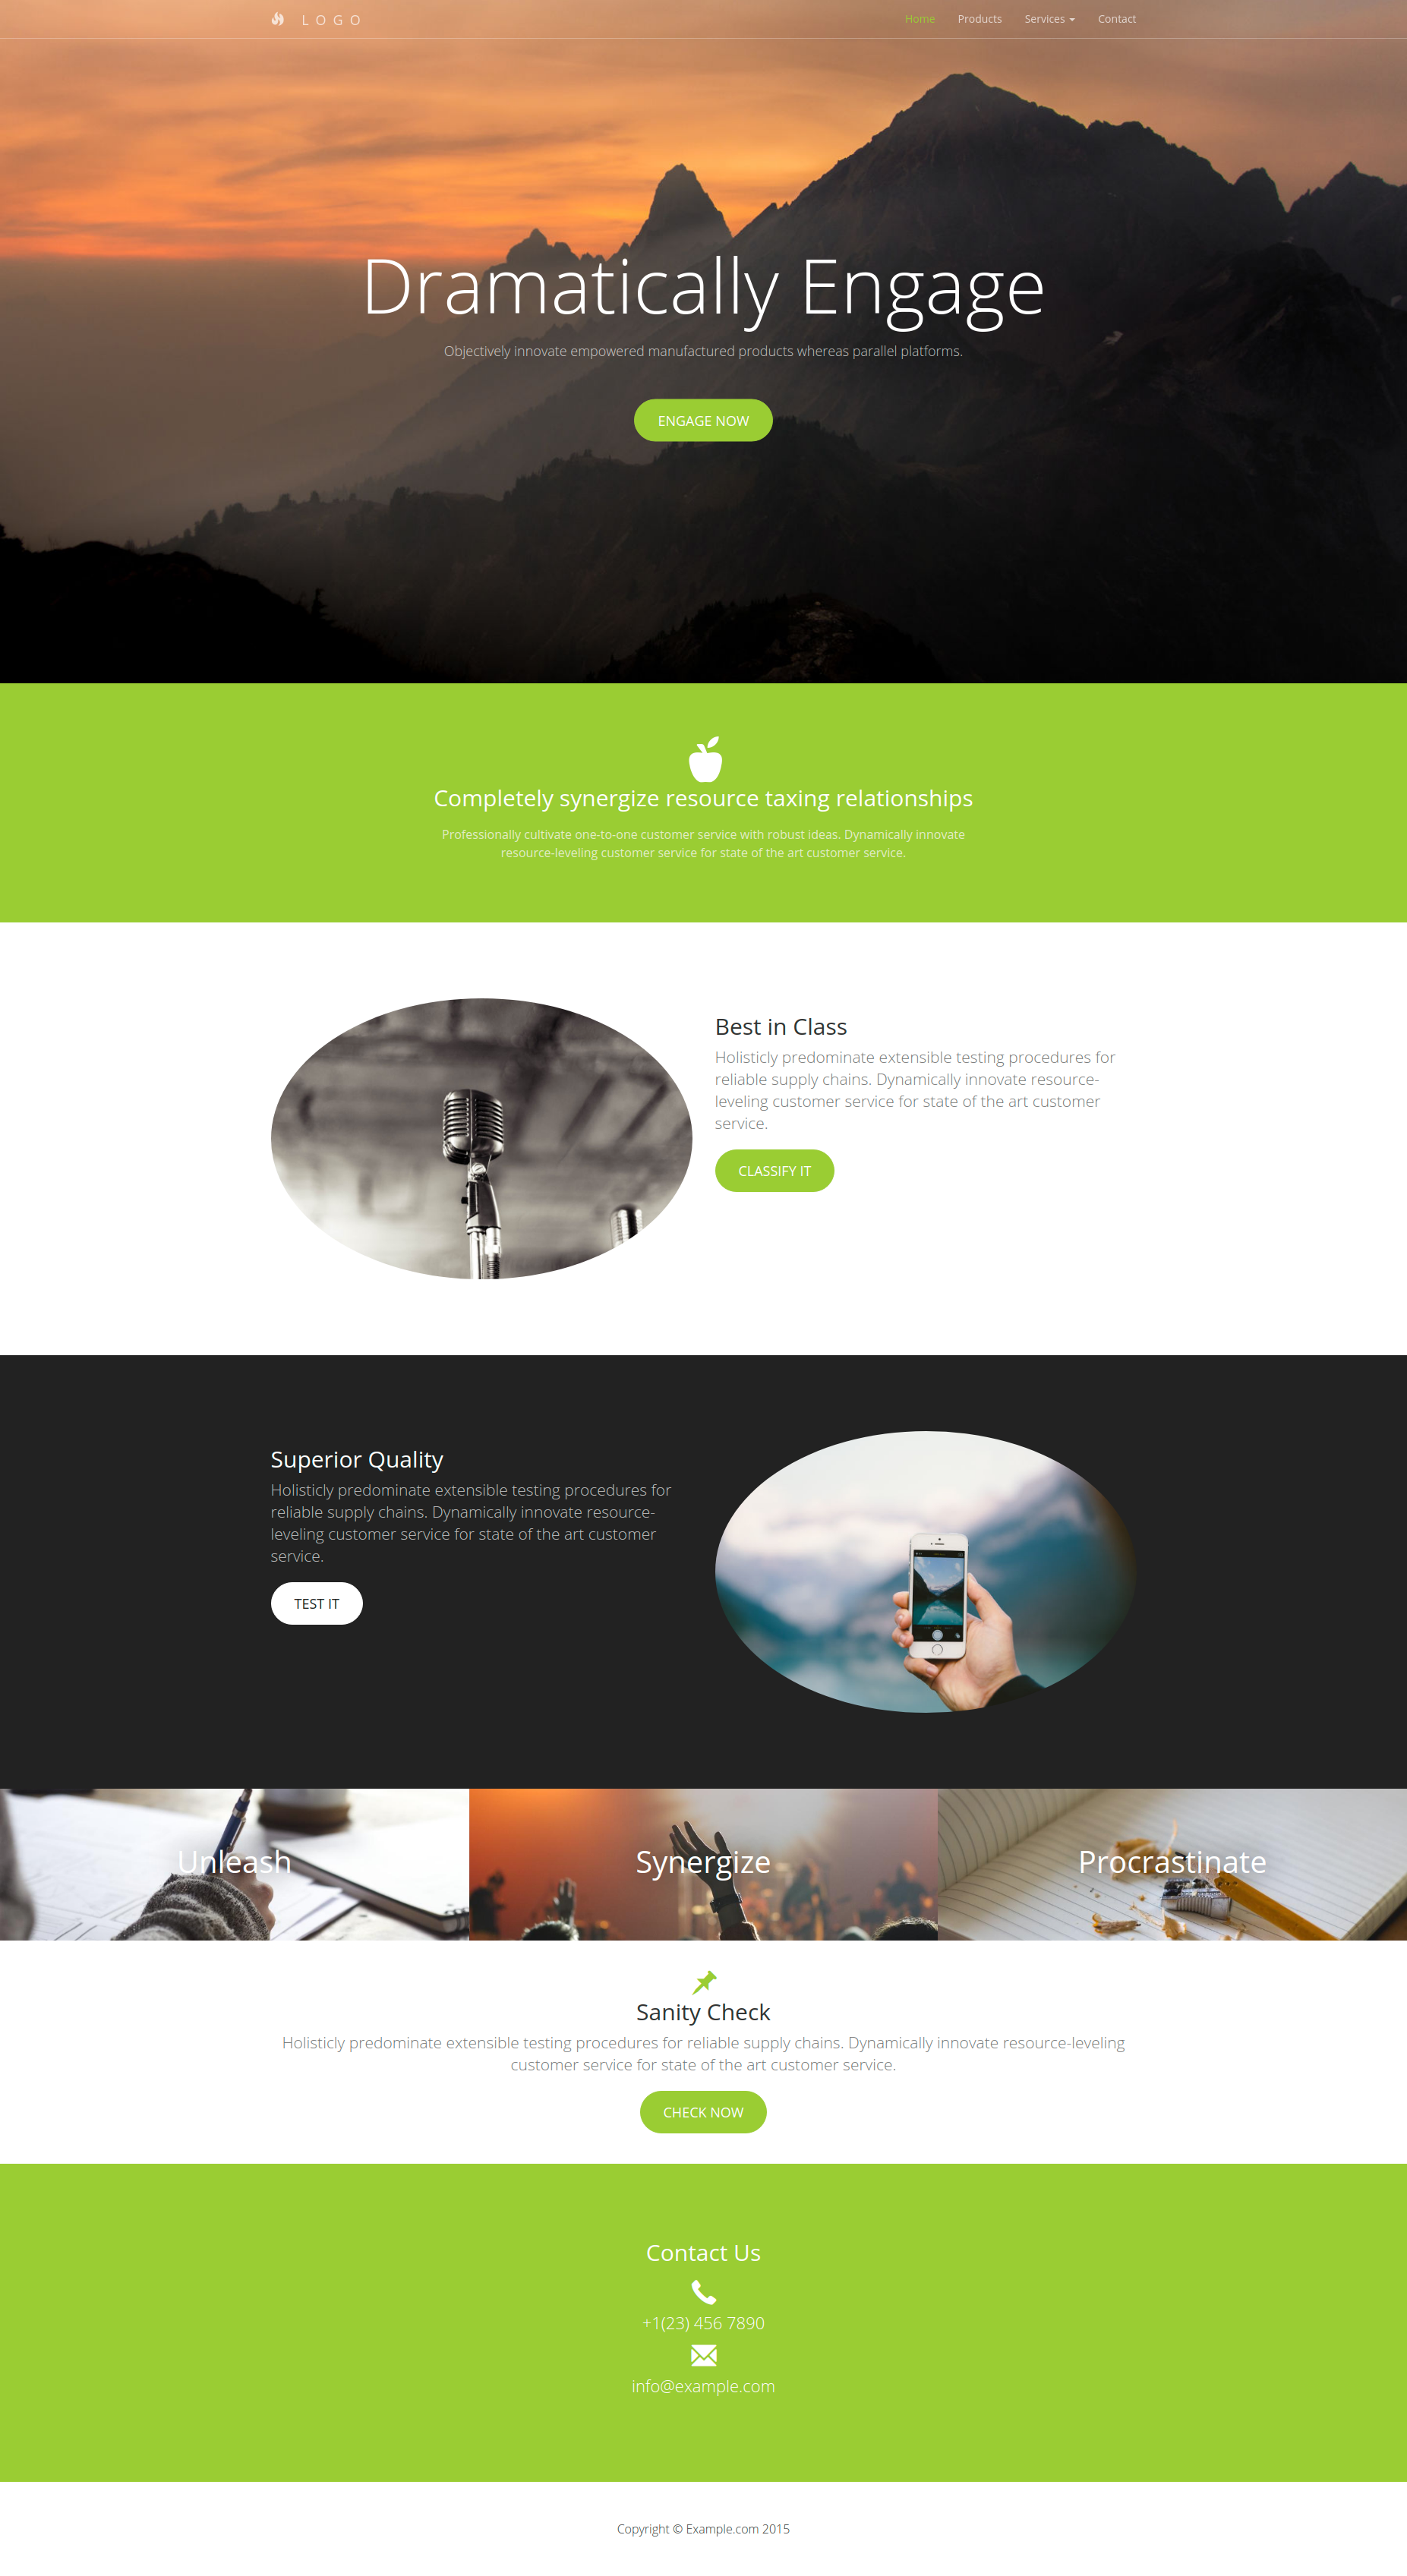 LOGO
Home
Products
Services
Contact
Dramatically Engage
Objectively innovate empowered manufactured products whereas parallel platforms.
ENGAGE NOW
Completely synergize resource taxing relationships
Professionally cultivate one-to-one customer service with robust ideas. Dynamically innovate
resource-leveling customer service for state of the art customer service.
Best in Class
Holisticly predominate extensible testing procedures for
reliable supply chains. Dynamically innovate resource-
leveling customer service for state of the art customer
service.
CLASSIFY IT
Superior Quality
Holisticly predominate extensible testing procedures for
reliable supply chains. Dynamically innovate resource-
leveling customer service for state of the art customer
service.
TEST IT
Unleash
Synergize
Procrastinate
Sanity Check
Holisticly predominate extensible testing procedures for reliable supply chains. Dynamically innovate resource-leveling
customer service for state of the art customer service.
CHECK NOW
Contact Us
+1(23) 456 7890
info@example.com
Copyright © Example.com 2015